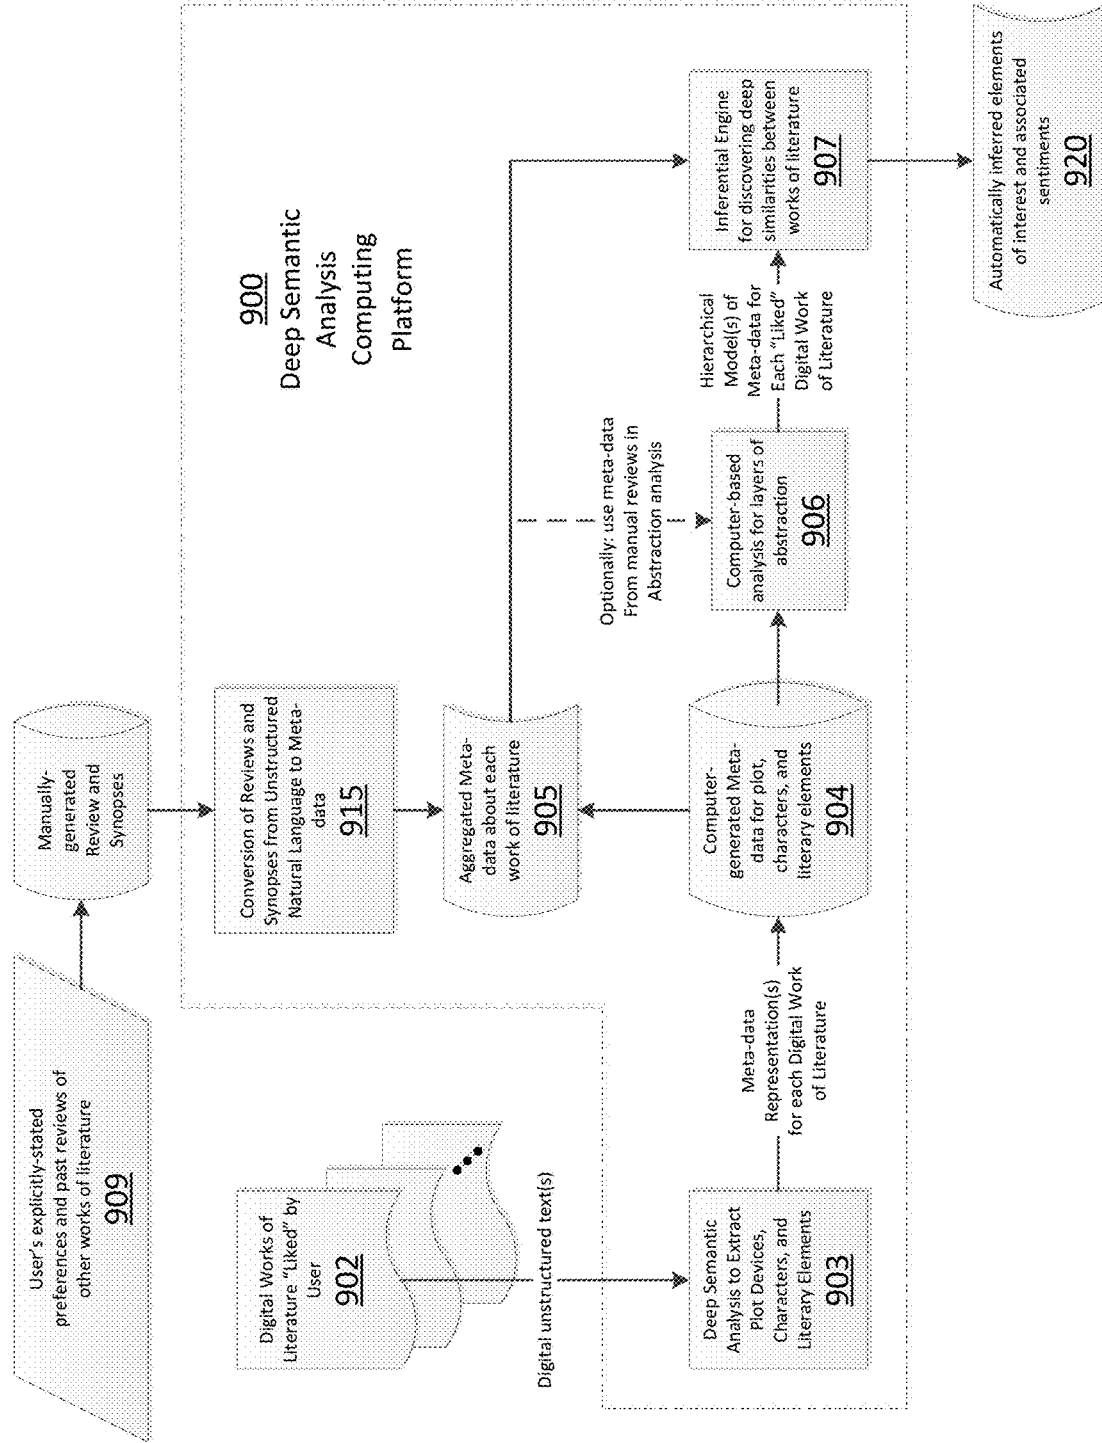 User's explicitly-stated
preferences and past reviews of
other works of literature
909
Manually-
generated
Review and
Synopses
900
Deep Semantic
Analysis
Computing
Platform
Digital Works of
Literature "Liked" by
User
902
Digital unstructured text(s)
Conversion of Reviews and
Synopses from Unstructured
Natural Language to Meta-
data
915
Aggregated Meta-
data about each
work of literature
905
Optionally: use meta-data
From manual reviews in
Abstraction analysis
Deep Semantic
Analysis to Extract
Plot Devices,
Characters, and
Literary Elements
903
Meta-data
Representation(s)
for each Digital Work
of Literature
Computer-
generated Meta-
data for plot,
characters, and
literary elements
904
Computer-based
analysis for layers of
abstraction
906
Hierarchical
Model(s) of
Meta-data for
Each "Liked"
Digital Work
of Literature
Inferential Engine
for discovering deep
similarities between
works of literature
907
Automatically inferred elements
of interest and associated
sentiments
920